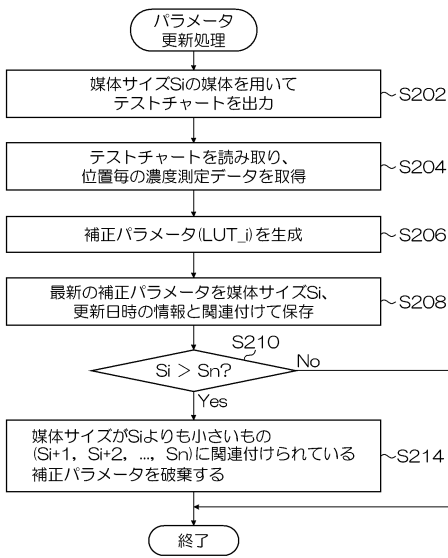 パラメータ
更新処理
媒体サイズSiの媒体を用いて
テストチャートを出力
S202
テストチャートを読み取り、
位置毎の濃度測定データを取得
S204
補正パラメータ(LUT_i)を生成
S206
最新の補正パラメータを媒体サイズSi、
更新日時の情報と関連付けて保存
S208
S210
Si > Sn?
No
Yes
媒体サイズがSiよりも小さいもの
(Si+1, Si+2, ..., Sn)に関連付けられている
補正パラメータを破棄する
S214
終了